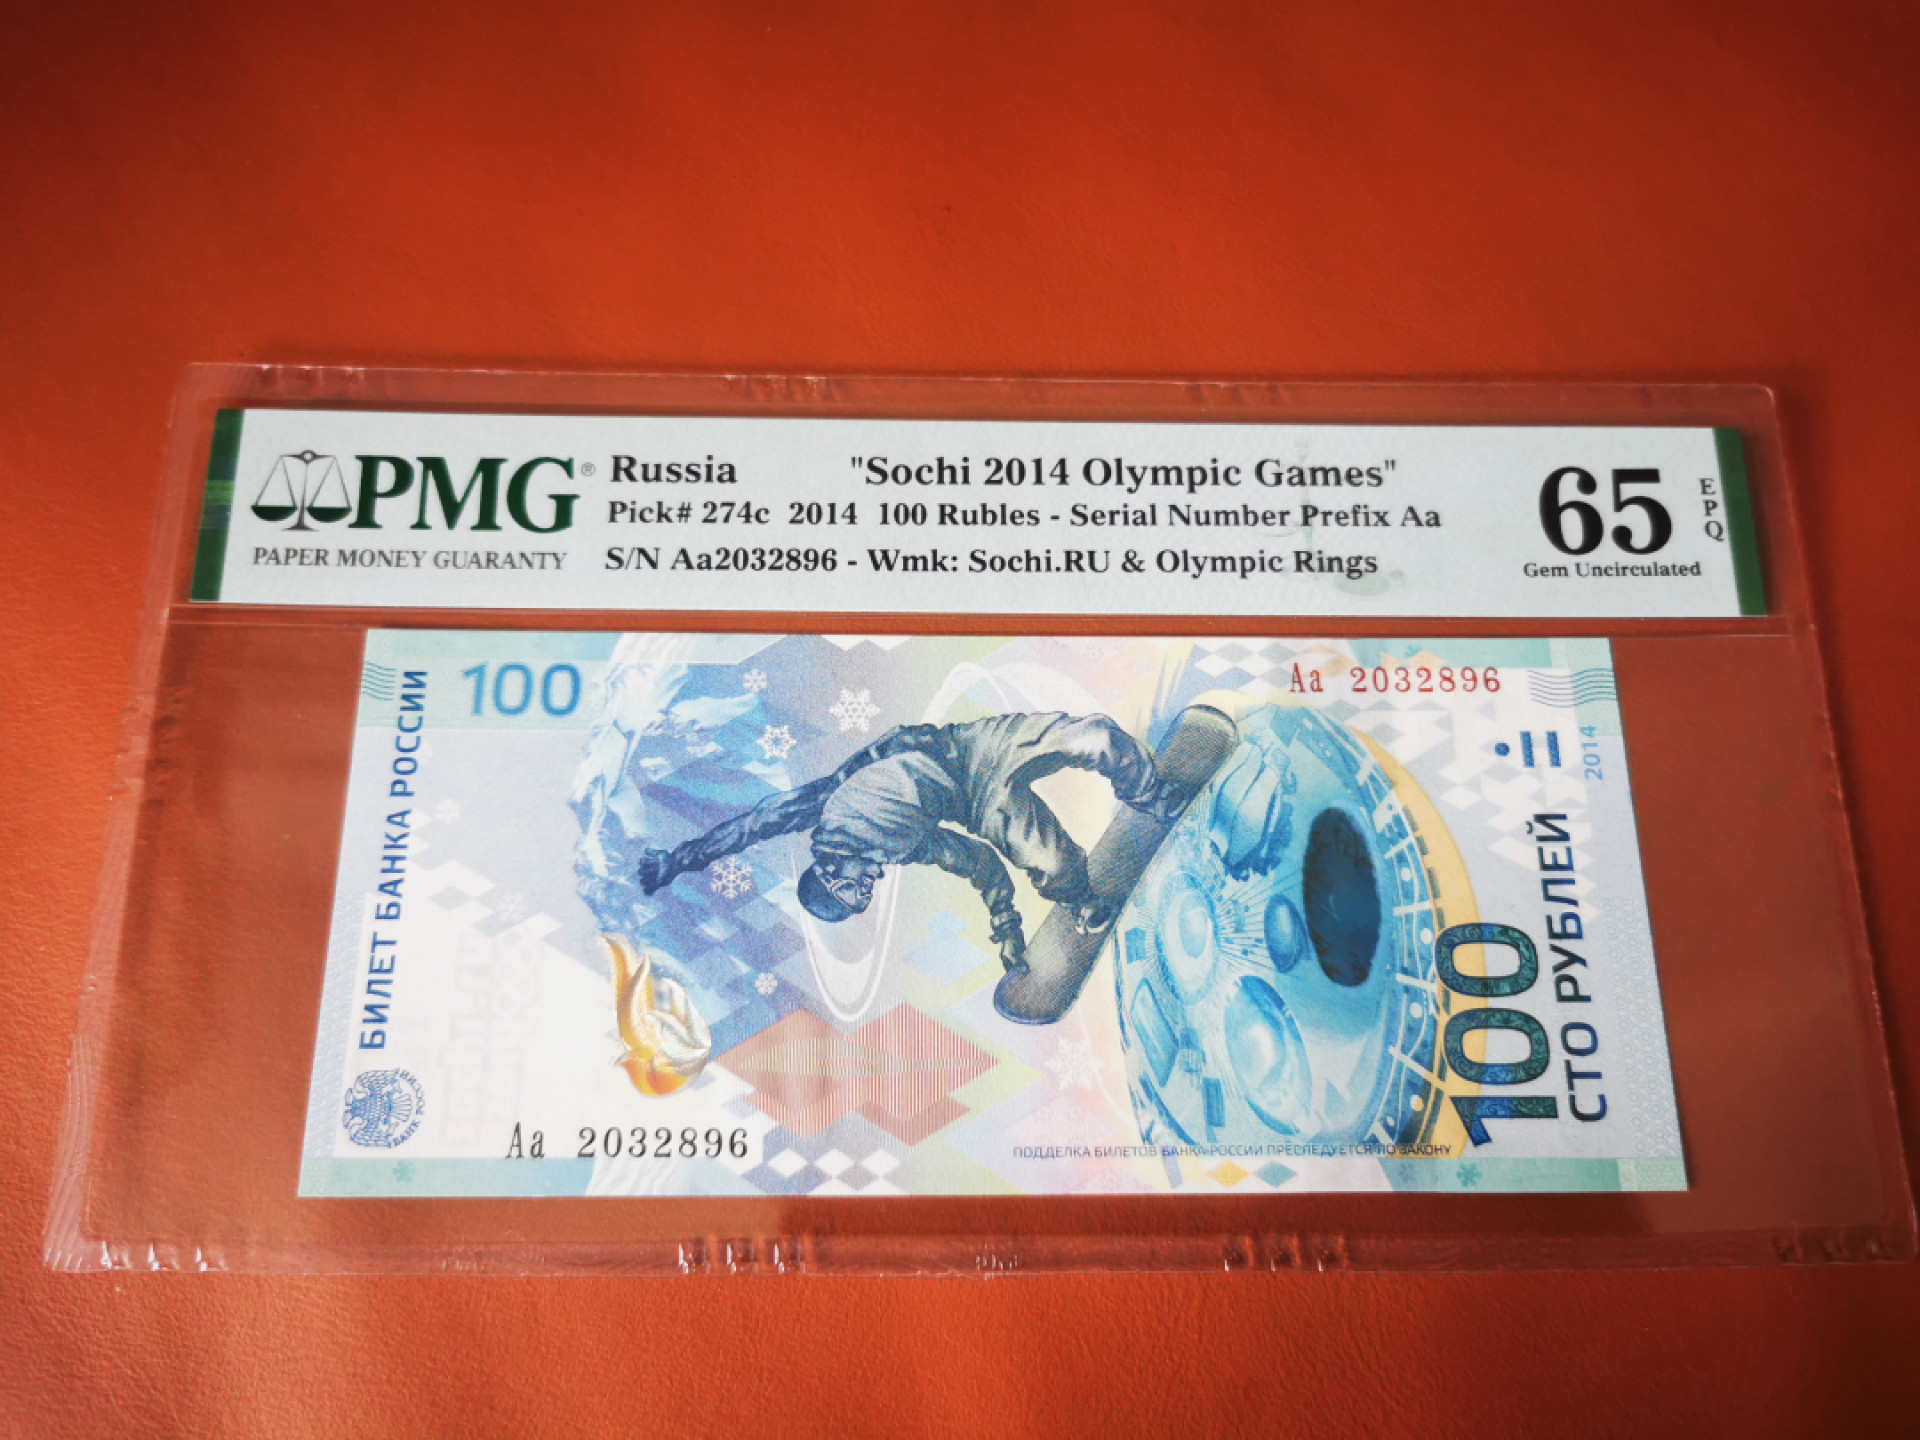 PMG®
PAPER MONEY GUARANTY
Russia "Sochi 2014 Olympic Games"
Pick# 274c 2014 100 Rubles - Serial Number Prefix Aa
S/N Aa2032896 - Wmk: Sochi.RU & Olympic Rings
65
EPQ
Gem Uncirculated
100
Аа 2032896
БИЛЕТ БАНКА РОССИИ
2014
100
СТО РУБЛЕЙ
БАНК РОССИИ
Аа 2032896
ПОДДЕЛКА БИЛЕТОВ БАНКА РОССИИ ПРЕСЛЕДУЕТСЯ ПО ЗАКОНУ